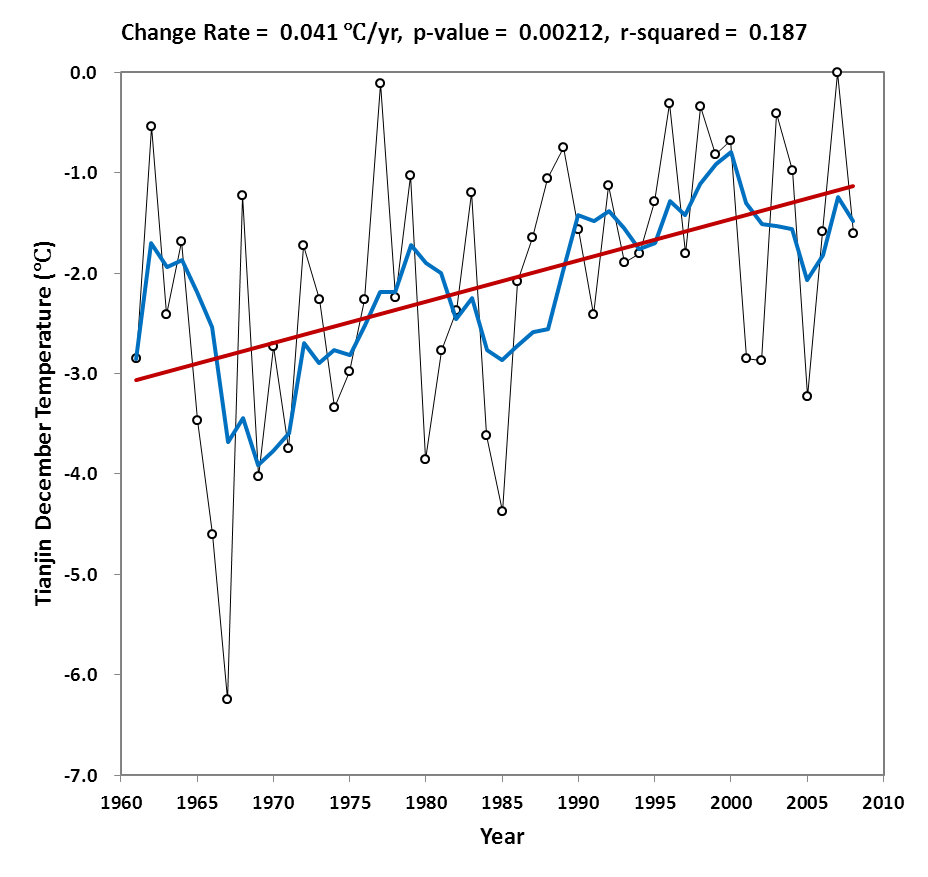 Change Rate = 0.041 ℃/yr, p-value = 0.00212, r-squared = 0.187
Tianjin December Temperature (℃)
0.0
-1.0
-2.0
-3.0
-4.0
-5.0
-6.0
-7.0
1960 1965 1970 1975 1980 1985 1990 1995 2000 2005 2010
Year